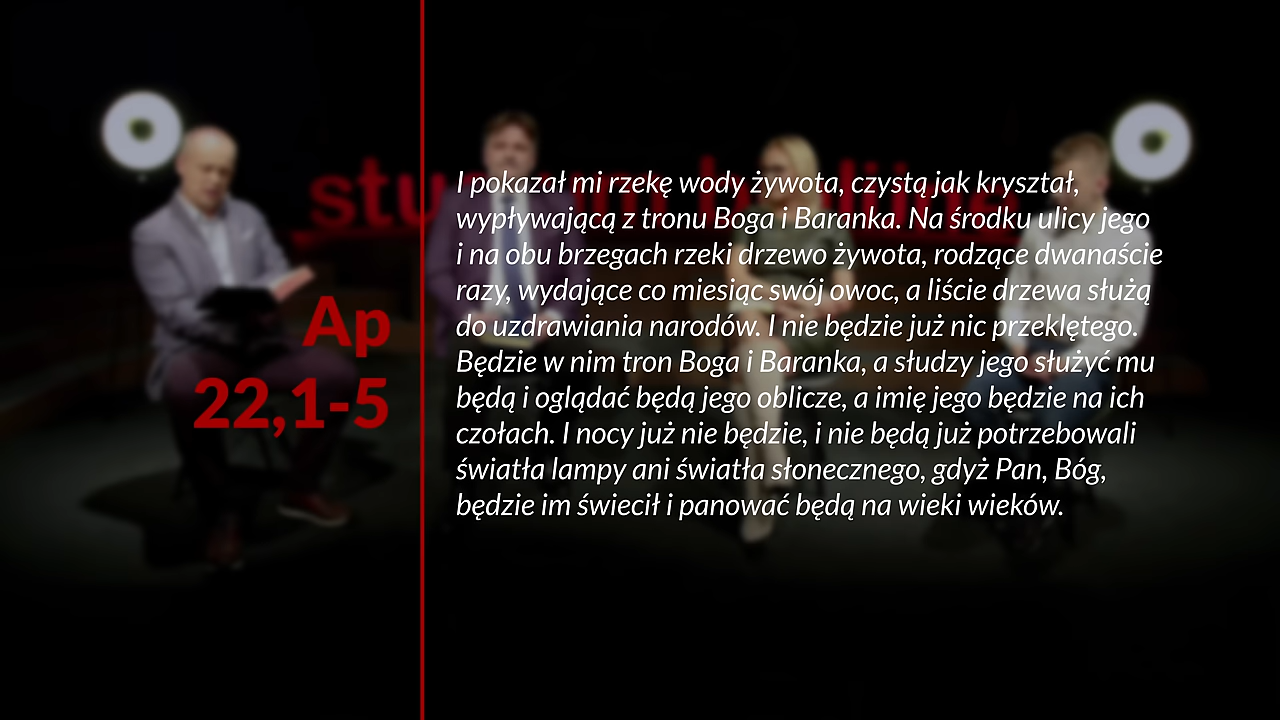 Ap
22,1-5
I pokazał mi rzekę wody żywota, czystą jak kryształ,
wypływającą z tronu Boga i Baranka. Na środku ulicy jego
i na obu brzegach rzeki drzewo żywota, rodzące dwanaście
razy, wydające co miesiąc swój owoc, a liście drzewa służą
do uzdrawiania narodów. I nie będzie już nic przeklętego.
Będzie w nim tron Boga i Baranka, a słudzy jego służyć mu
będą i oglądać będą jego oblicze, a imię jego będzie na ich
czołach. I nocy już nie będzie, i nie będą już potrzebowali
światła lampy ani światła słonecznego, gdyż Pan, Bóg,
będzie im świecił i panować będą na wieki wieków.